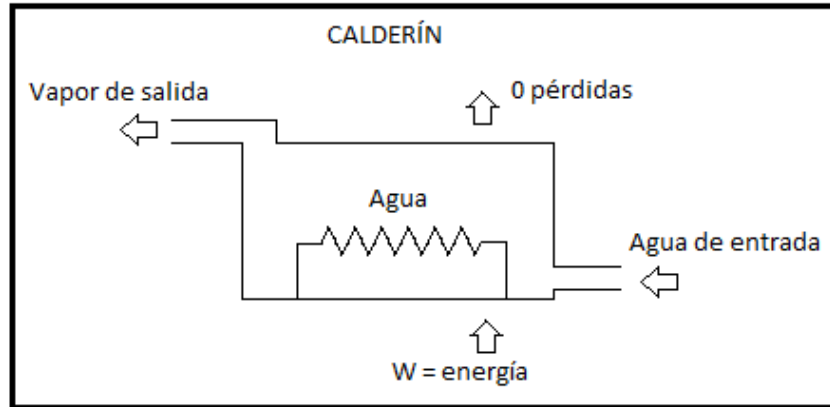 CALDERÍN
Vapor de salida
0 pérdidas
Agua
Agua de entrada
W = energía